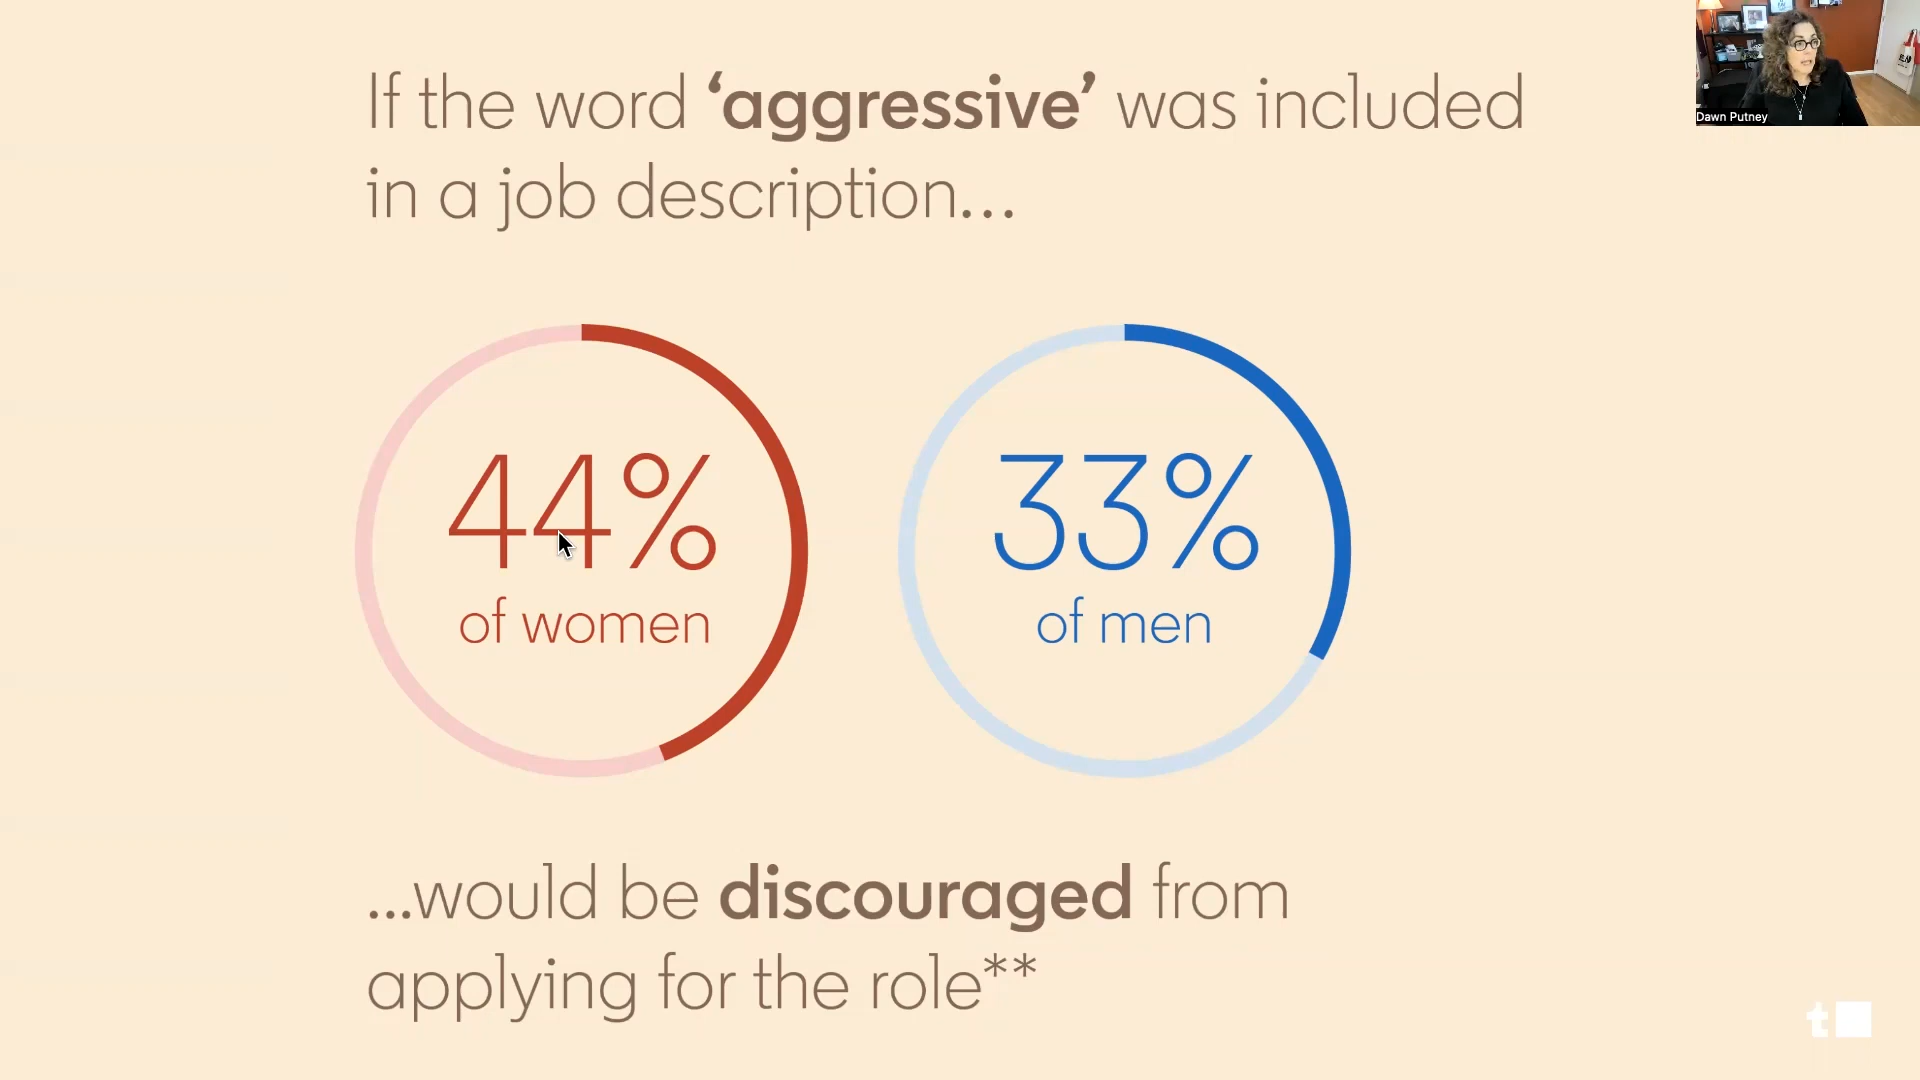 If the word ‘aggressive’ was included
in a job description...
44%
of women
33%
of men
...would be discouraged from
applying for the role**
Dawn Putney
t